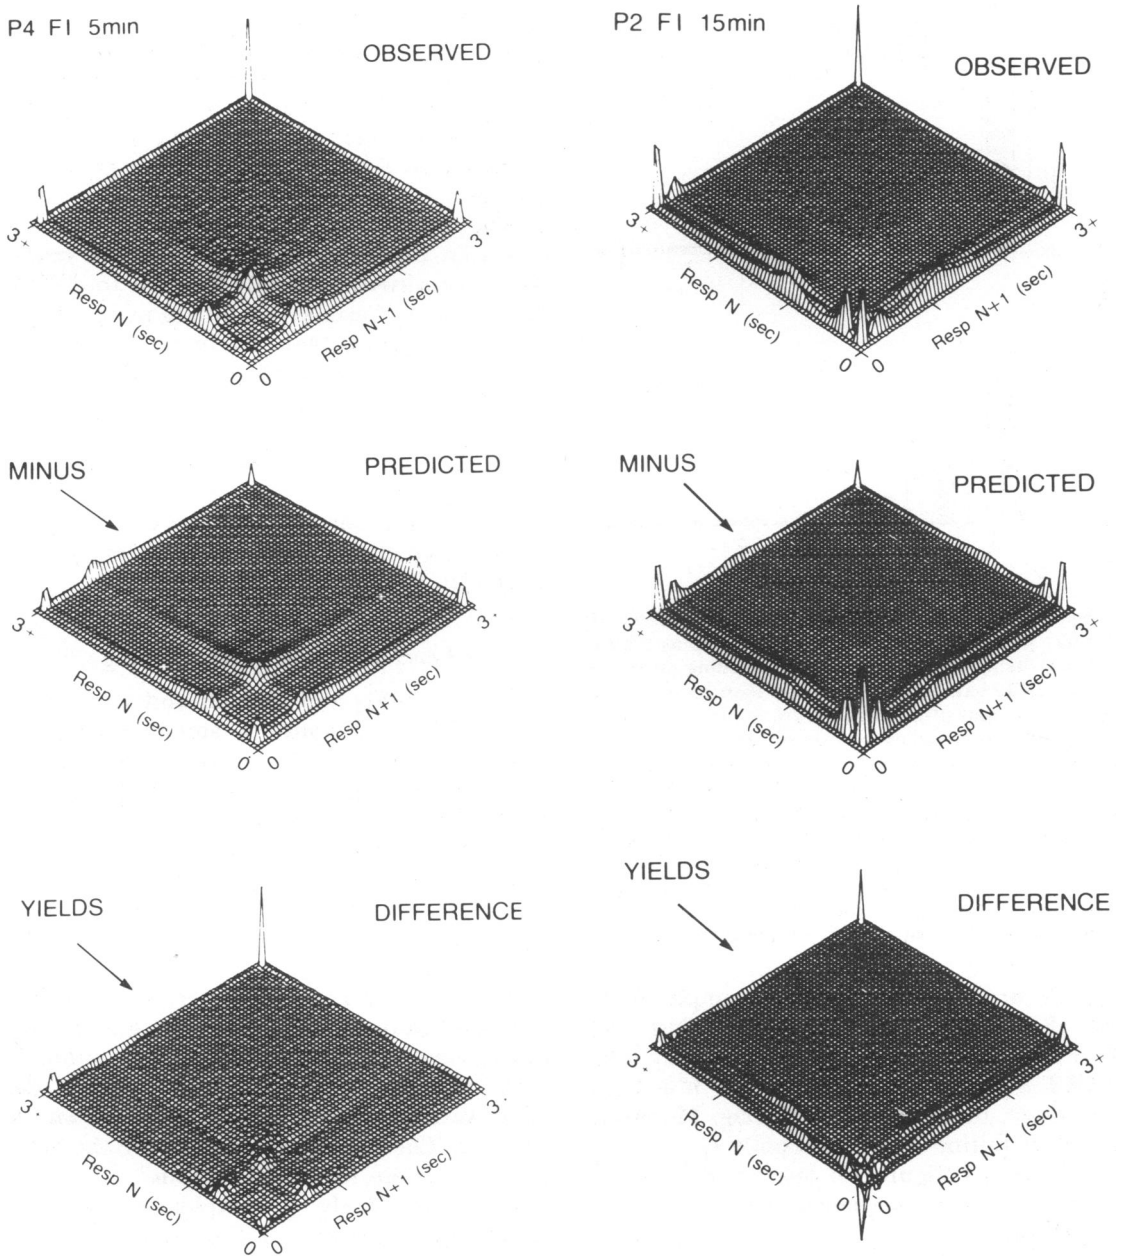 P4 FI 5min
OBSERVED
3+
3.
Resp N (sec)
Resp N+1 (sec)
0 0
P2 FI 15min
OBSERVED
3+
3+
Resp N (sec)
Resp N+1 (sec)
0 0
MINUS
PREDICTED
3+
3.
Resp N (sec)
Resp N+1 (sec)
0 0
MINUS
PREDICTED
3+
3+
Resp N (sec)
Resp N+1 (sec)
0 0
YIELDS
DIFFERENCE
3.
3.
Resp N (sec)
Resp N+1 (sec)
0 0
YIELDS
DIFFERENCE
3+
3+
Resp N (sec)
Resp N+1 (sec)
0 0